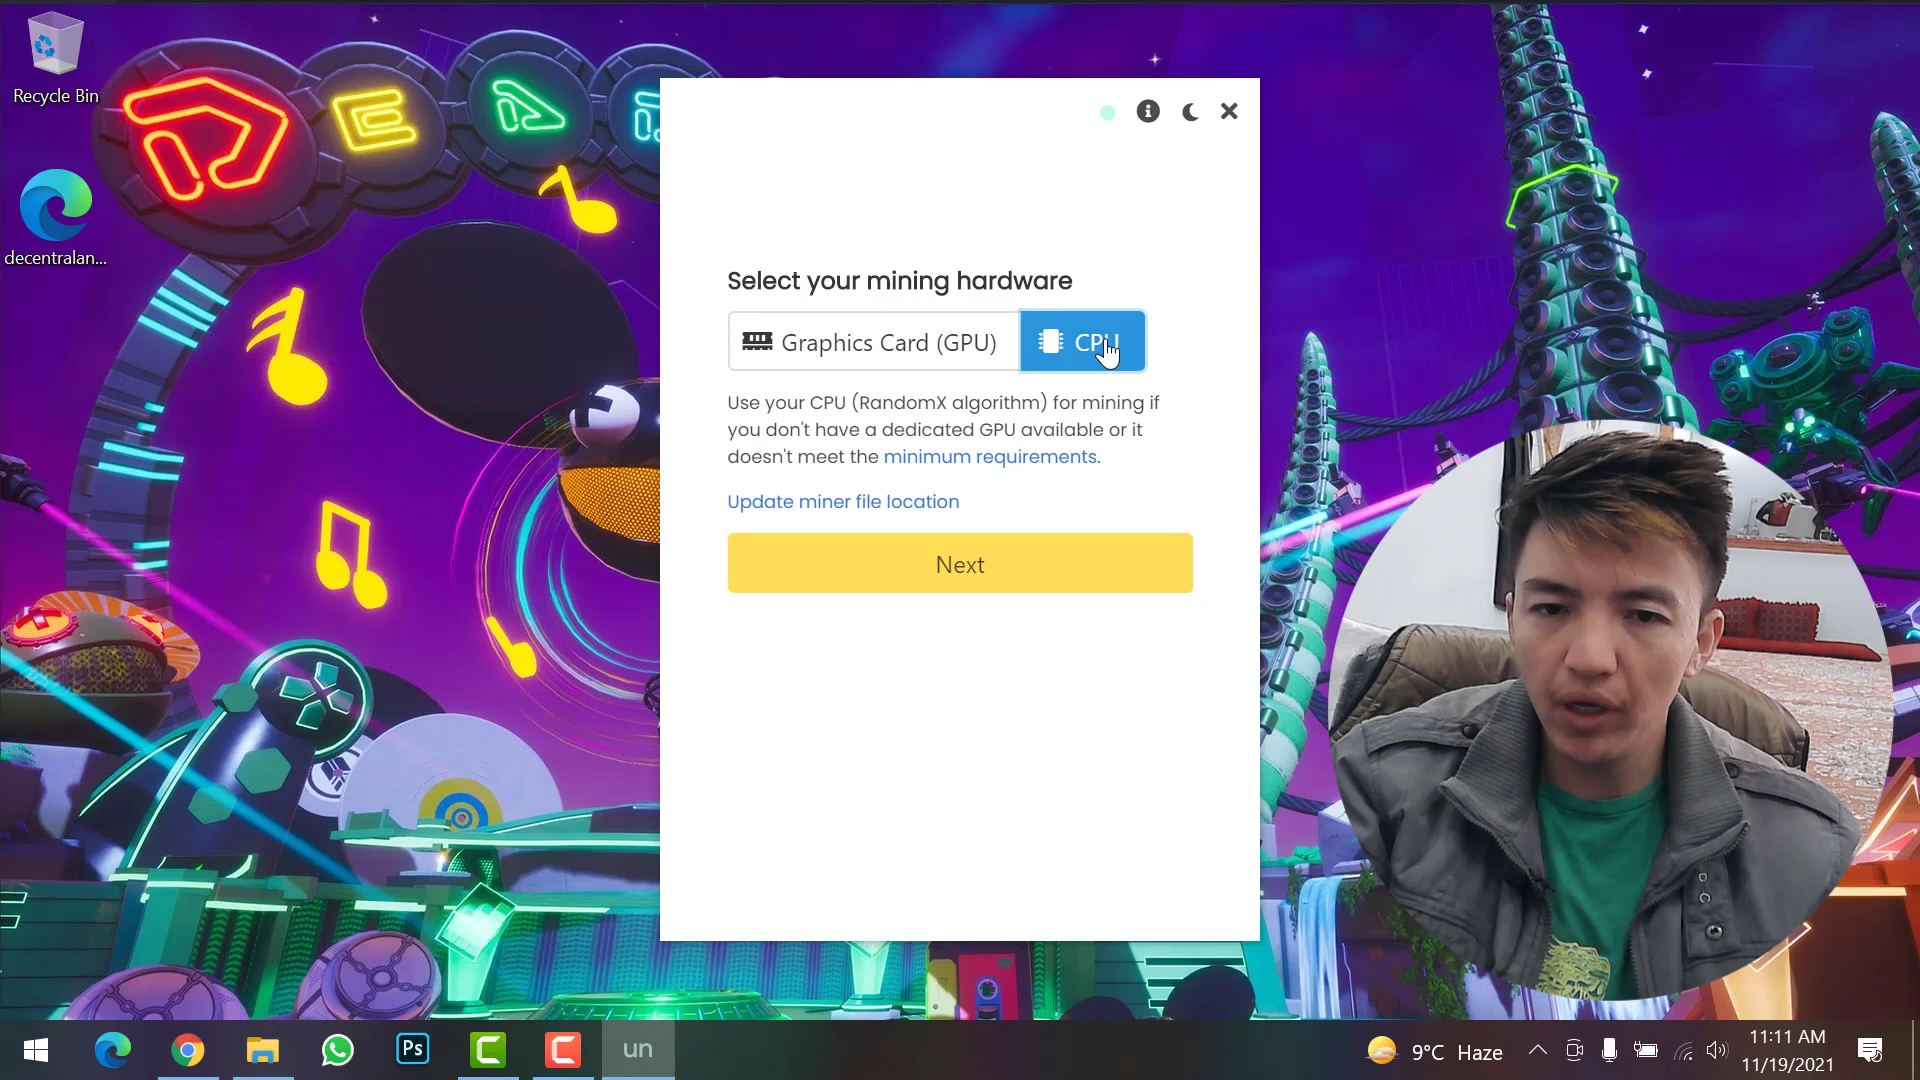 Recycle Bin
decentralan...
Select your mining hardware
Graphics Card (GPU)
CPU
Use your CPU (RandomX algorithm) for mining if
you don't have a dedicated GPU available or it
doesn't meet the minimum requirements.
Update miner file location
Next
Ps
un
9°C Haze
11:11 AM
11/19/2021